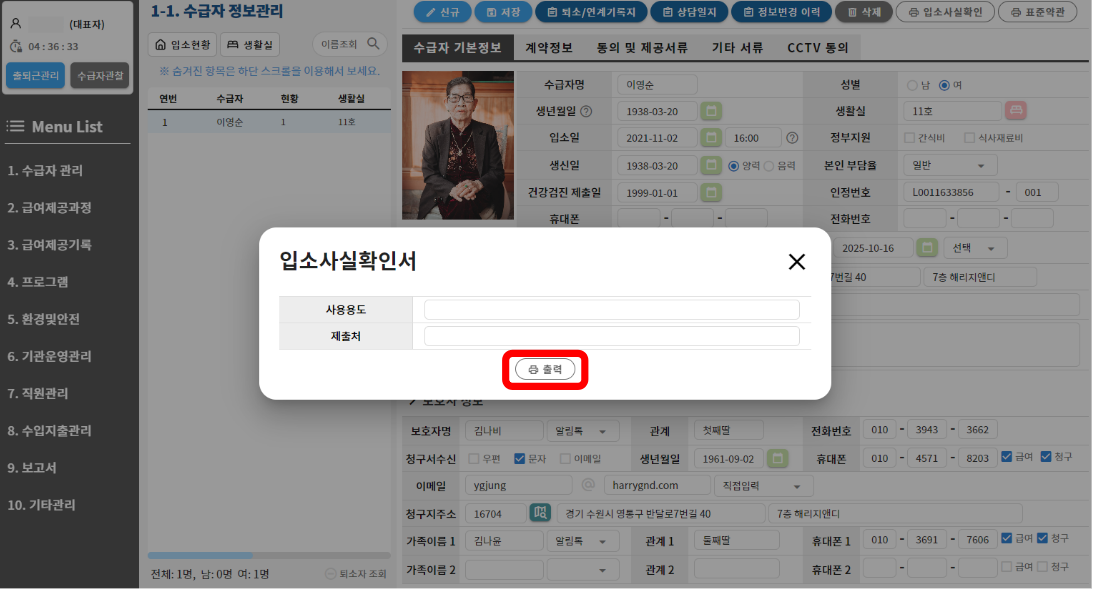 (대표자)
04 : 36 : 33
출퇴근관리 수급자관찰
Menu List
1. 수급자 관리
2. 급여제공과정
3. 급여제공기록
4. 프로그램
5. 환경및안전
6. 기관운영관리
7. 직원관리
8. 수입지출관리
9. 보고서
10. 기타관리
1-1. 수급자 정보관리
입소현황 생활실 이름조회
※ 숨겨진 항목은 하단 스크롤을 이용해서 보세요.
연번 수급자 현황 생활실
1 이영순 1 11호
전체: 1명, 남: 0명 여: 1명 퇴소자 조회
신규 저장 퇴소/연계기록지 상담일지 정보변경 이력 삭제 입소사실확인 표준약관
수급자 기본정보 계약정보 동의 및 제공서류 기타 서류 CCTV 동의
수급자명 이영순 성별 남 여
생년월일 1938-03-20 생활실 11호
입소일 2021-11-02 16:00 정부지원 간식비 식사재료비
생신일 1938-03-20 양력 음력 본인 부담율 일반
건강검진 제출일 1999-01-01 인정번호 L0011633856 - 001
휴대폰 - - 전화번호 - -
2025-10-16 선택
7번길 40 7층 해리지앤디
입소사실확인서
사용용도
제출처
출력
보호자 정보
보호자명 김나비 알림톡 관계 첫째딸 전화번호 010 - 3943 - 3662
청구서수신 우편 문자 이메일 생년월일 1961-09-02 휴대폰 010 - 4571 - 8203 급여 청구
이메일 ygjung @ harrygnd.com 직접입력
청구지주소 16704 경기 수원시 영통구 반달로7번길 40 7층 해리지앤디
가족이름 1 김나윤 알림톡 관계 1 둘째딸 휴대폰 1 010 - 3691 - 7606 급여 청구
가족이름 2 관계 2 휴대폰 2 - - 급여 청구